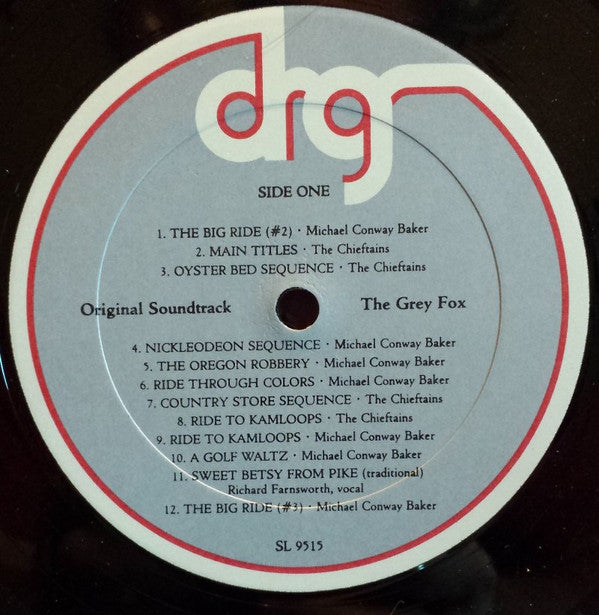 drg
SIDE ONE
1. THE BIG RIDE (#2) · Michael Conway Baker
2. MAIN TITLES · The Chieftains
3. OYSTER BED SEQUENCE · The Chieftains
Original Soundtrack The Grey Fox
4. NICKLEODEON SEQUENCE · Michael Conway Baker
5. THE OREGON ROBBERY · Michael Conway Baker
6. RIDE THROUGH COLORS · Michael Conway Baker
7. COUNTRY STORE SEQUENCE · The Chieftains
8. RIDE TO KAMLOOPS · The Chieftains
9. RIDE TO KAMLOOPS · Michael Conway Baker
10. A GOLF WALTZ · Michael Conway Baker
11. SWEET BETSY FROM PIKE (traditional)
Richard Farnsworth, vocal
12. THE BIG RIDE (#3) · Michael Conway Baker
SL 9515